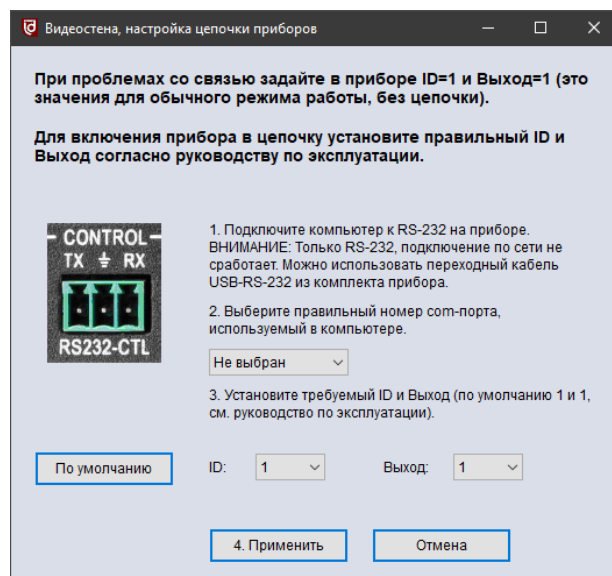 Видеостена, настройка цепочки приборов
При проблемах со связью задайте в приборе ID=1 и Выход=1 (это
значения для обычного режима работы, без цепочки).
Для включения прибора в цепочку установите правильный ID и
Выход согласно руководству по эксплуатации.
CONTROL
TX RX
RS232-CTL
1. Подключите компьютер к RS-232 на приборе.
ВНИМАНИЕ: Только RS-232, подключение по сети не
сработает. Можно использовать переходный кабель
USB-RS-232 из комплекта прибора.
2. Выберите правильный номер com-порта,
используемый в компьютере.
Не выбран
3. Установите требуемый ID и Выход (по умолчанию 1 и 1,
см. руководство по эксплуатации).
По умолчанию ID: 1 Выход: 1
4. Применить Отмена